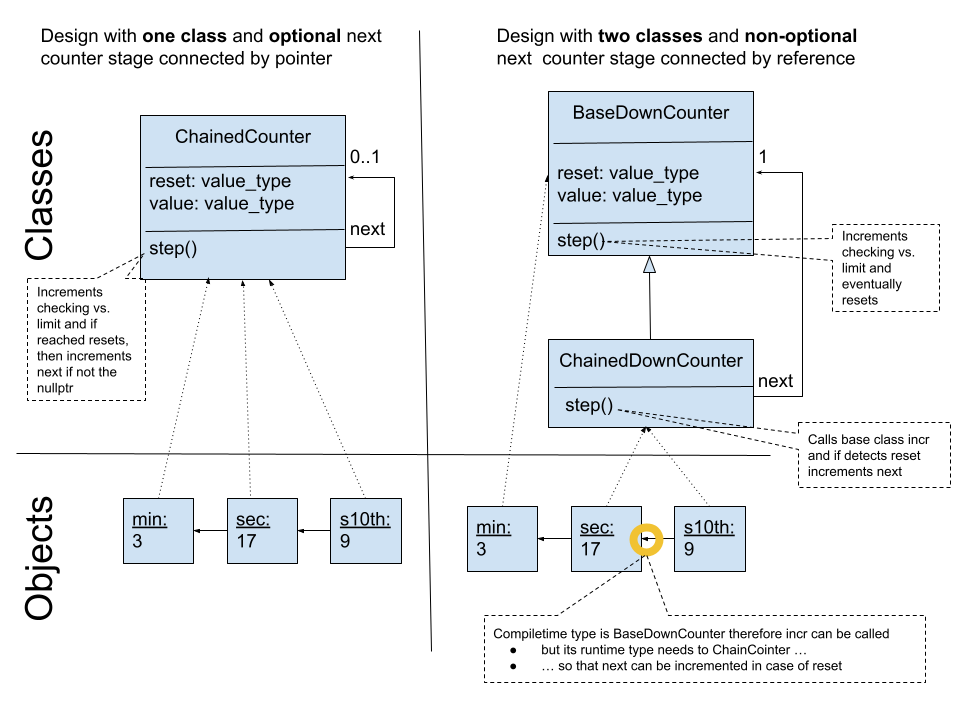 Design with one class and optional next
counter stage connected by pointer
Design with two classes and non-optional
next counter stage connected by reference
Classes
ChainedCounter
reset: value_type
value: value_type
step()
0..1
next
Increments
checking vs.
limit and if
reached resets,
then increments
next if not the
nullptr
BaseDownCounter
reset: value_type
value: value_type
step()
1
Increments
checking vs.
limit and
eventually
resets
ChainedDownCounter
step()
next
Calls base class incr
and if detects reset
increments next
Objects
min:
3
sec:
17
s10th:
9
min:
3
sec:
17
s10th:
9
Compiletime type is BaseDownCounter therefore incr can be called
● but its runtime type needs to ChainCointer …
● … so that next can be incremented in case of reset